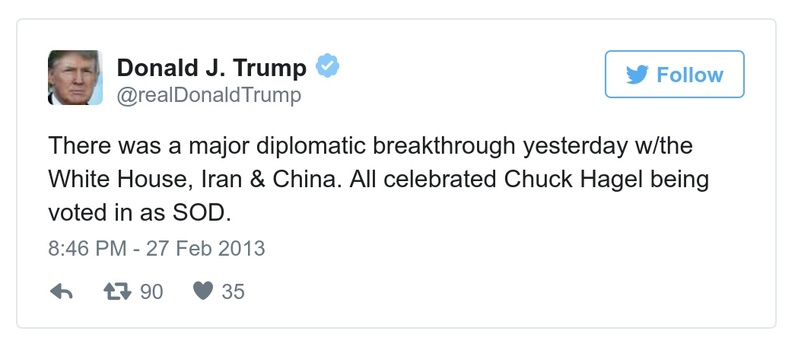 Donald J. Trump
@realDonaldTrump
Follow
There was a major diplomatic breakthrough yesterday w/the
White House, Iran & China. All celebrated Chuck Hagel being
voted in as SOD.
8:46 PM - 27 Feb 2013
90 35